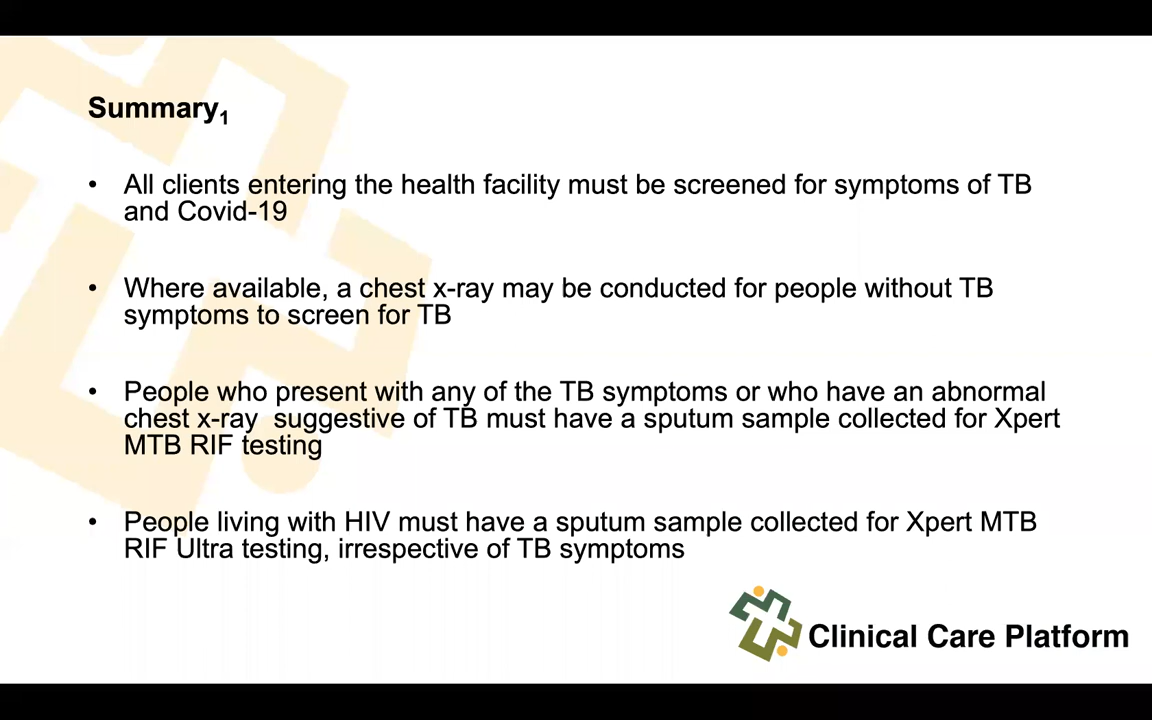 Summary1
• All clients entering the health facility must be screened for symptoms of TB
and Covid-19
• Where available, a chest x-ray may be conducted for people without TB
symptoms to screen for TB
• People who present with any of the TB symptoms or who have an abnormal
chest x-ray  suggestive of TB must have a sputum sample collected for Xpert
MTB RIF testing
• People living with HIV must have a sputum sample collected for Xpert MTB
RIF Ultra testing, irrespective of TB symptoms
Clinical Care Platform